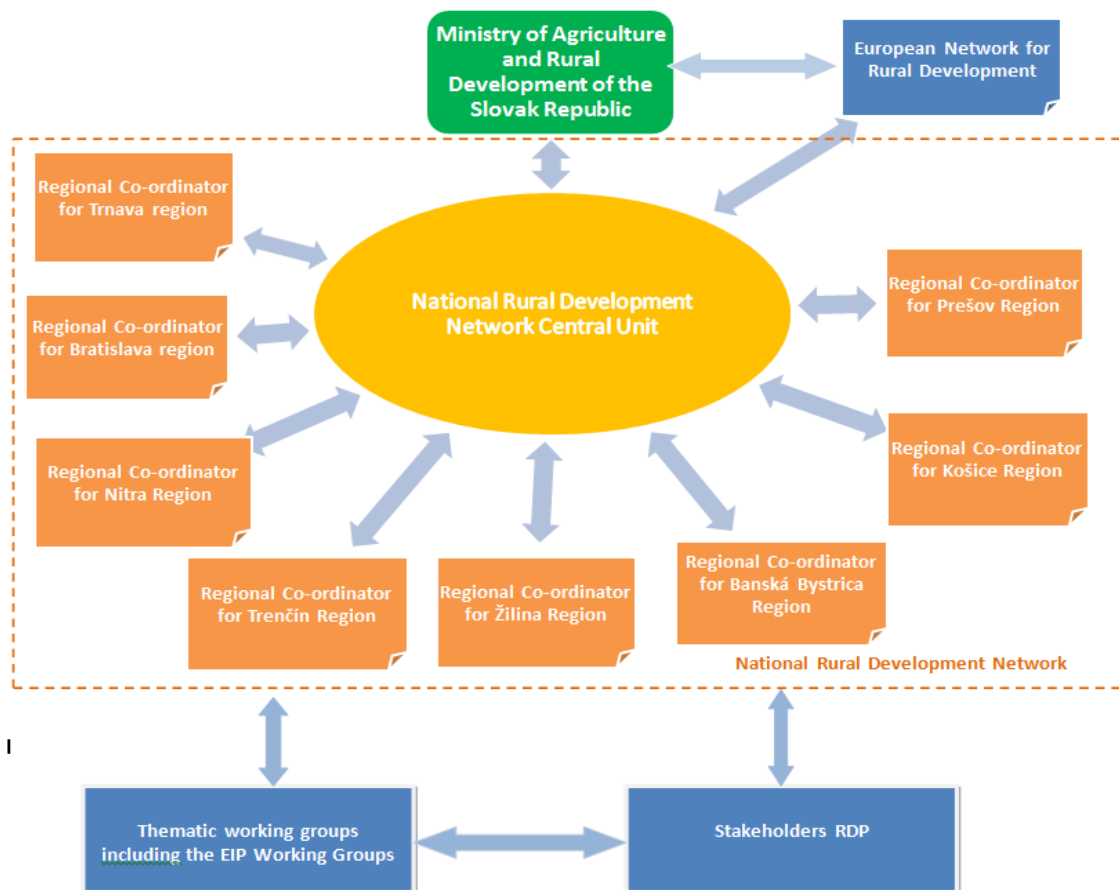 Ministry of Agriculture
and Rural
Development of the
Slovak Republic
European Network for
Rural Development
Regional Co-ordinator
for Trnava region
Regional Co-ordinator
for Bratislava region
National Rural Development
Network Central Unit
Regional Co-ordinator
for Prešov Region
Regional Co-ordinator
for Nitra Region
Regional Co-ordinator
for Košice Region
Regional Co-ordinator
for Trenčín Region
Regional Co-ordinator
for Žilina Region
Regional Co-ordinator
for Banská Bystrica
Region
National Rural Development Network
I
Thematic working groups
including the EIP Working Groups
Stakeholders RDP